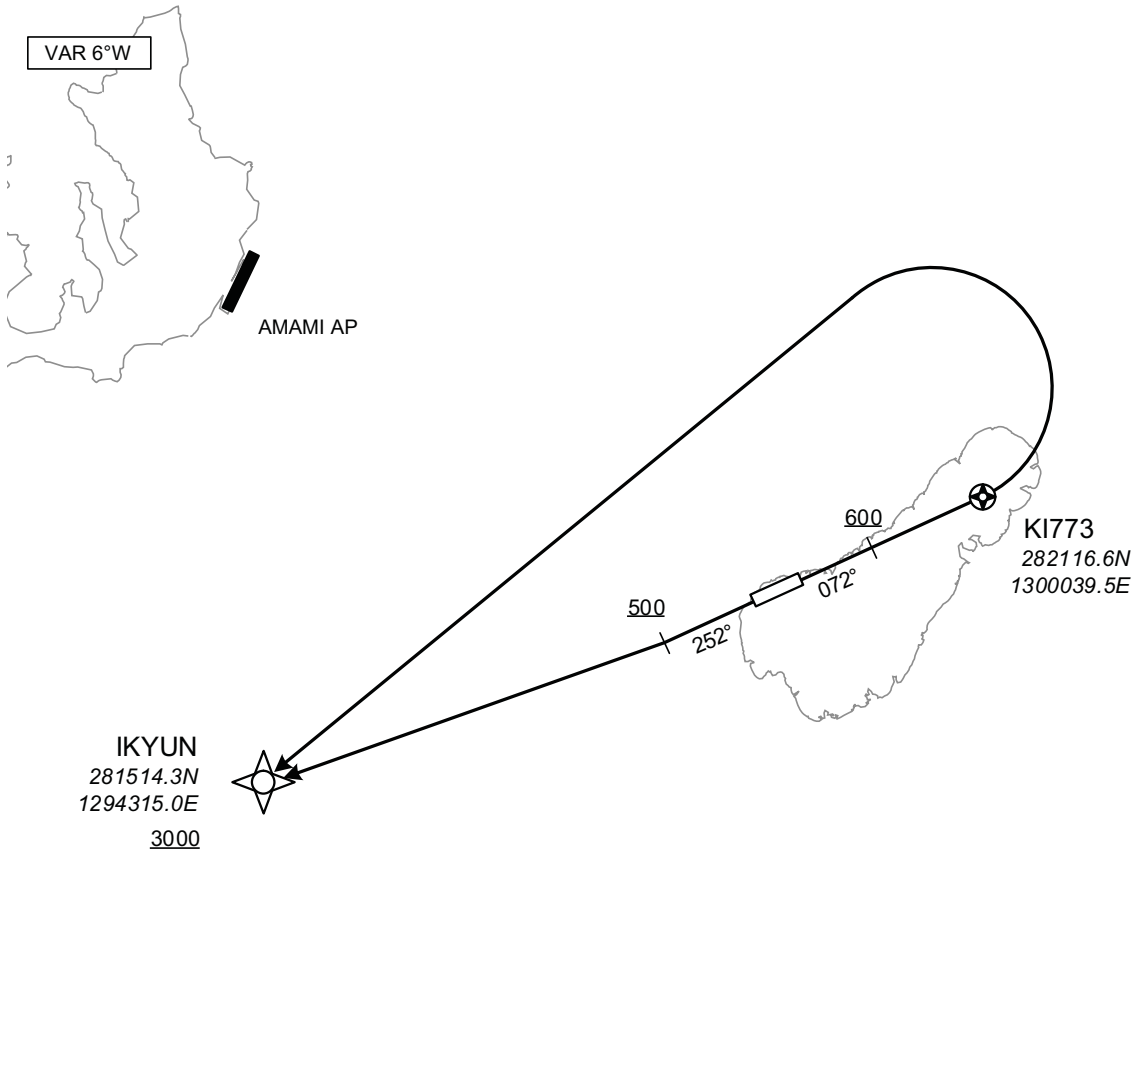 VAR 6°W
AMAMI AP
600
KI773
282116.6N
1300039.5E
072°
500
252°
IKYUN
281514.3N
1294315.0E
3000